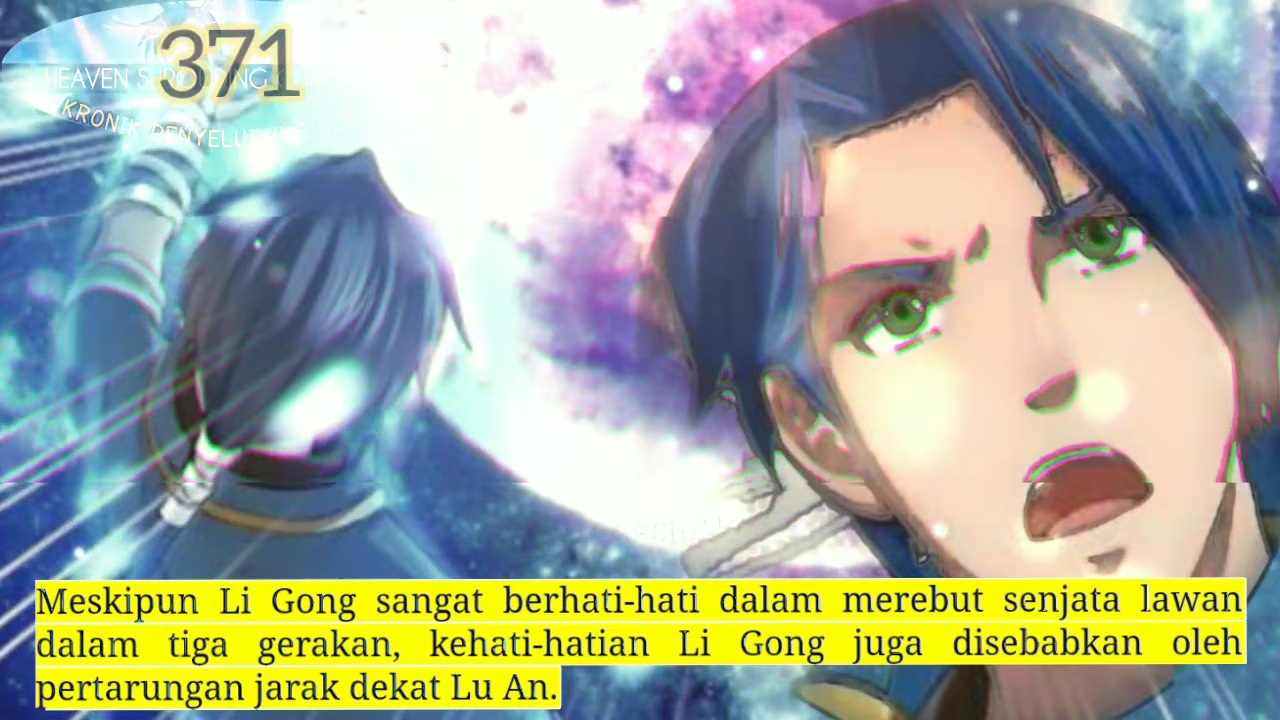 371
HEAVEN
KRONIK
Meskipun Li Gong sangat berhati-hati dalam merebut senjata lawan
dalam tiga gerakan, kehati-hatian Li Gong juga disebabkan oleh
pertarungan jarak dekat Lu An.